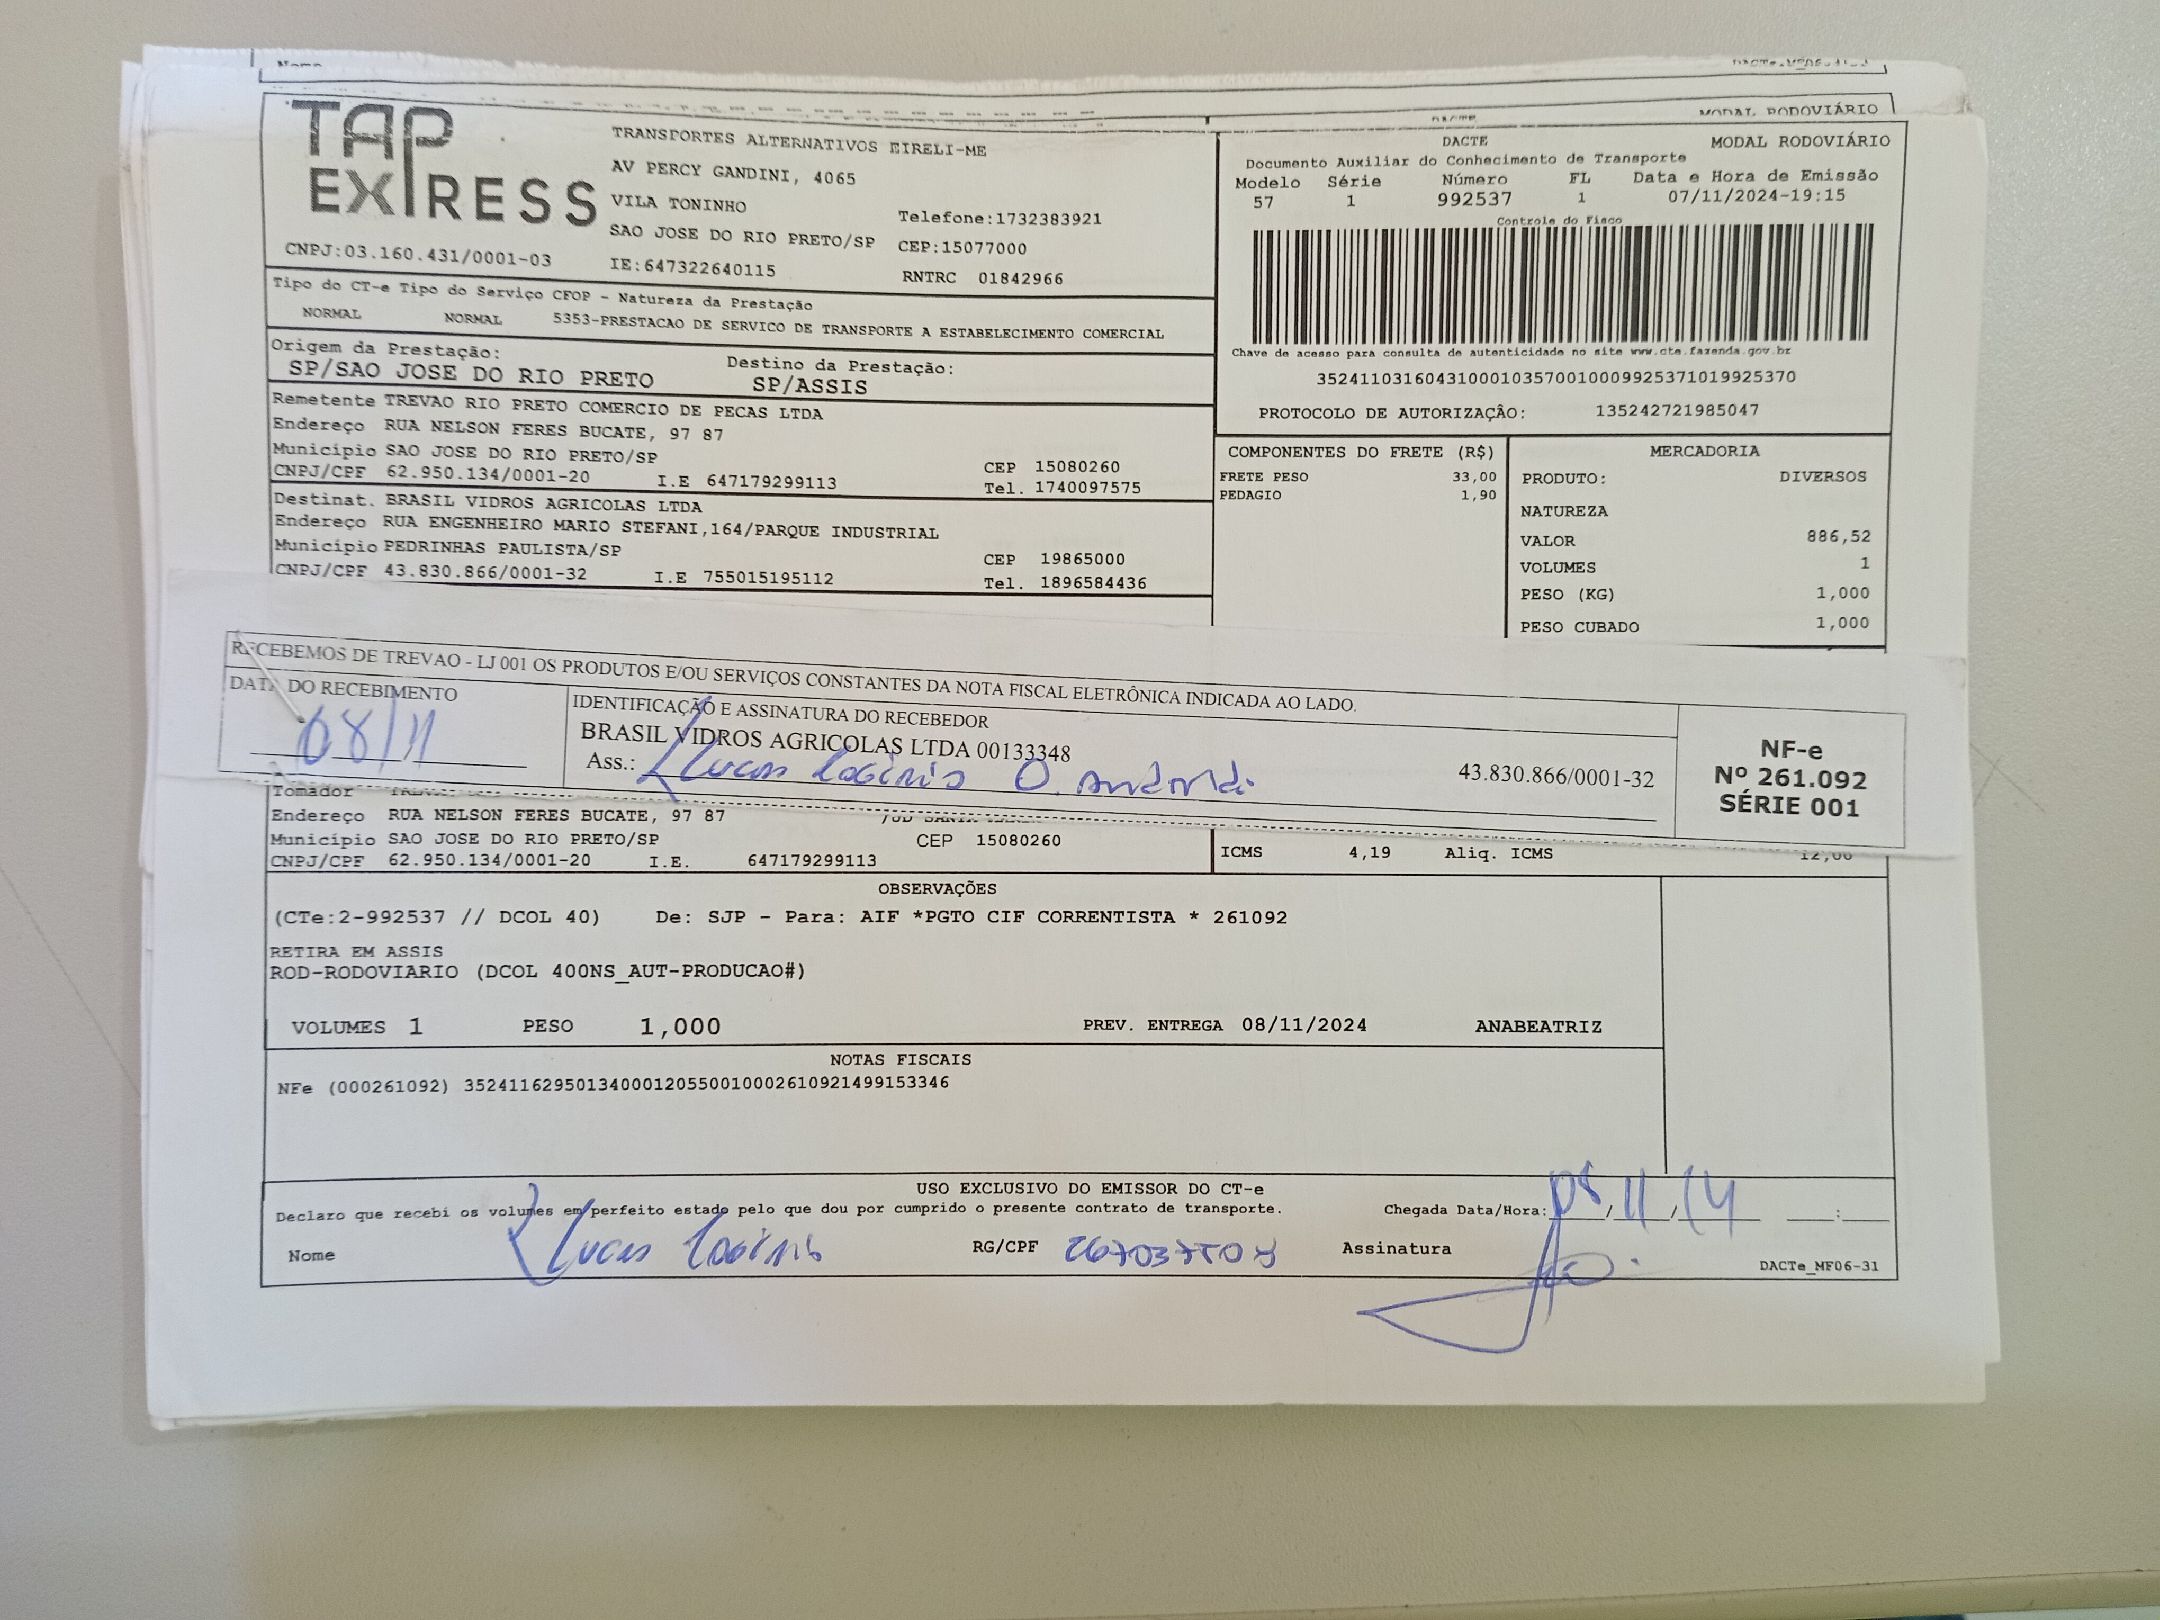 MODAL RODOVIÁRIO
TAP EXPRESS
TRANSPORTES ALTERNATIVOS EIRELI-ME
AV PERCY GANDINI, 4065
VILA TONINHO
Telefone:1732383921
SAO JOSE DO RIO PRETO/SP CEP:15077000
CNPJ:03.160.431/0001-03 IE:647322640115 RNTRC 01842966
DACTE MODAL RODOVIÁRIO
Documento Auxiliar do Conhecimento de Transporte
Modelo Série Número FL Data e Hora de Emissão
57 1 992537 1 07/11/2024-19:15
Controle do Fisco
Chave de acesso para consulta de autenticidade no site www.cte.fazenda.gov.br
35241103160431000103570010009925371019925370
PROTOCOLO DE AUTORIZAÇÃO: 135242721985047
Tipo do CT-e Tipo do Serviço CFOP - Natureza da Prestação
NORMAL NORMAL 5353-PRESTACAO DE SERVICO DE TRANSPORTE A ESTABELECIMENTO COMERCIAL
Origem da Prestação: Destino da Prestação:
SP/SAO JOSE DO RIO PRETO SP/ASSIS
Remetente TREVAO RIO PRETO COMERCIO DE PECAS LTDA
Endereço RUA NELSON FERES BUCATE, 97 87
Município SAO JOSE DO RIO PRETO/SP CEP 15080260
CNPJ/CPF 62.950.134/0001-20 I.E 647179299113 Tel. 1740097575
Destinat. BRASIL VIDROS AGRICOLAS LTDA
Endereço RUA ENGENHEIRO MARIO STEFANI,164/PARQUE INDUSTRIAL
Município PEDRINHAS PAULISTA/SP CEP 19865000
CNPJ/CPF 43.830.866/0001-32 I.E 755015195112 Tel. 1896584436
COMPONENTES DO FRETE (R$)
FRETE PESO 33,00
PEDAGIO 1,90
MERCADORIA
PRODUTO: DIVERSOS
NATUREZA
VALOR 886,52
VOLUMES 1
PESO (KG) 1,000
PESO CUBADO 1,000
RECEBEMOS DE TREVAO - LJ 001 OS PRODUTOS E/OU SERVIÇOS CONSTANTES DA NOTA FISCAL ELETRÔNICA INDICADA AO LADO.
DATA DO RECEBIMENTO
08/11
IDENTIFICAÇÃO E ASSINATURA DO RECEBEDOR
BRASIL VIDROS AGRICOLAS LTDA 00133348
Ass.: Lucas 43.830.866/0001-32
NF-e
Nº 261.092
SÉRIE 001
Tomador
Endereço RUA NELSON FERES BUCATE, 97 87
Município SAO JOSE DO RIO PRETO/SP CEP 15080260
CNPJ/CPF 62.950.134/0001-20 I.E. 647179299113
ICMS 4,19 Aliq. ICMS 12,00
OBSERVAÇÕES
(CTe:2-992537 // DCOL 40) De: SJP - Para: AIF *PGTO CIF CORRENTISTA * 261092
RETIRA EM ASSIS
ROD-RODOVIARIO (DCOL 400NS_AUT-PRODUCAO#)
VOLUMES 1 PESO 1,000 PREV. ENTREGA 08/11/2024 ANABEATRIZ
NOTAS FISCAIS
NFe (000261092) 35241162950134000120550010002610921499153346
USO EXCLUSIVO DO EMISSOR DO CT-e
Declaro que recebi os volumes em perfeito estado pelo que dou por cumprido o presente contrato de transporte. Chegada Data/Hora:
Nome Lucas RG/CPF Assinatura
DACTe_MF06-31